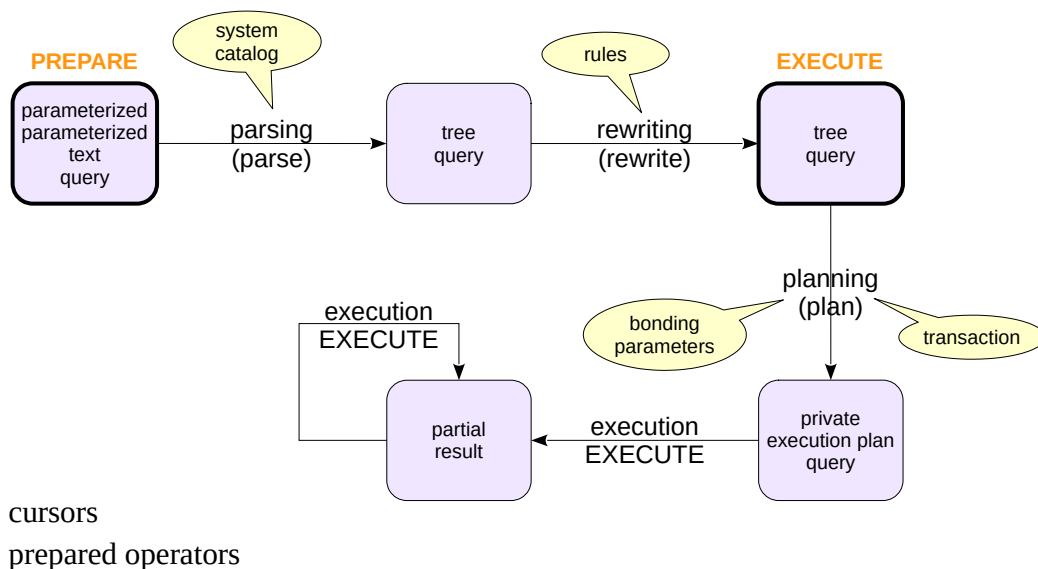 system
catalog
PREPARE
rules
EXECUTE
parameterized
parameterized
text
query
parsing
(parse)
tree
query
rewriting
(rewrite)
tree
query
planning
(plan)
execution
EXECUTE
bonding
parameters
transaction
partial
result
execution
EXECUTE
private
execution plan
query
cursors
prepared operators